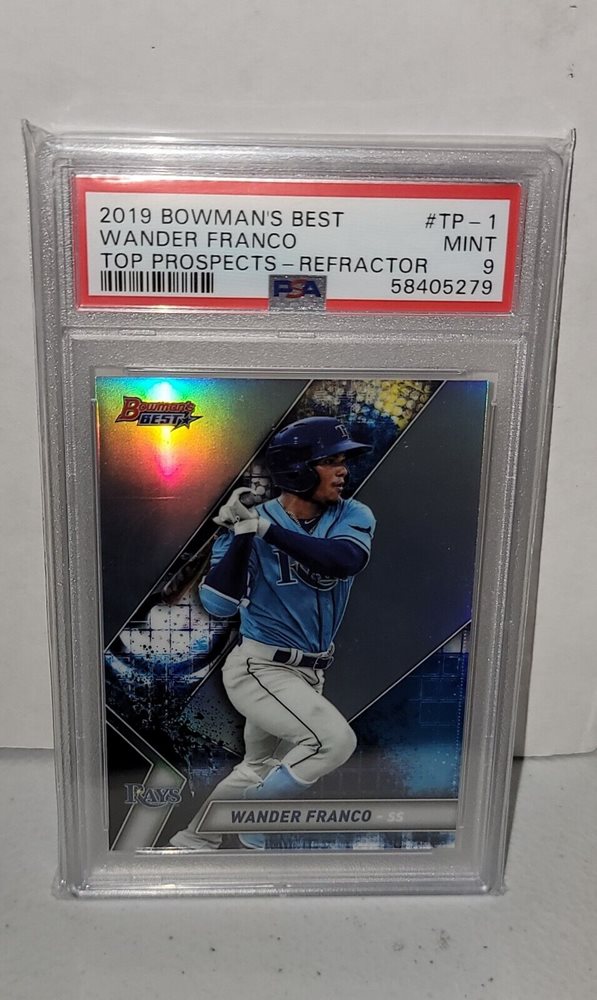 2019 BOWMAN'S BEST #TP-1
WANDER FRANCO MINT
TOP PROSPECTS-REFRACTOR 9
PSA 58405279
Bowman's
BEST
RAYS
WANDER FRANCO - SS